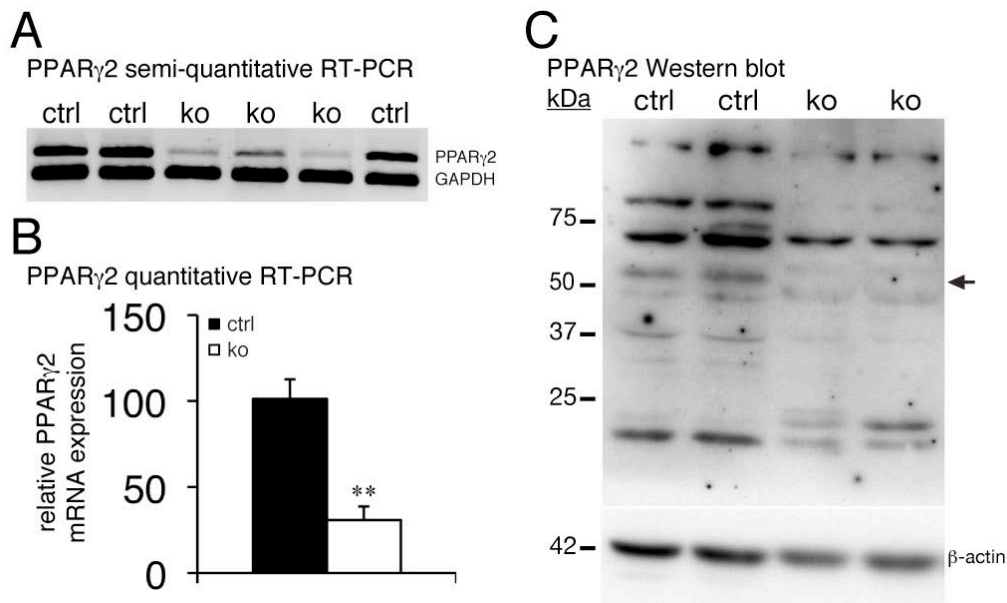 A
PPARγ2 semi-quantitative RT-PCR
ctrl ctrl ko ko ko ctrl
PPARγ2
GAPDH
B
PPARγ2 quantitative RT-PCR
relative PPARγ2
mRNA expression
150
100
50
0
ctrl
ko
**
C
PPARγ2 Western blot
kDa ctrl ctrl ko ko
75
50
37
25
42
β-actin